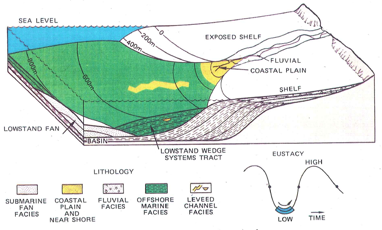 SEA LEVEL
0
-200m
-400m
EXPOSED SHELF
FLUVIAL
COASTAL PLAIN
SHELF
LOWSTAND FAN
BASIN
LOWSTAND WEDGE
SYSTEMS TRACT
LITHOLOGY
SUBMARINE
FAN
FACIES
COASTAL
PLAIN
AND
NEAR SHORE
FLUVIAL
FACIES
OFFSHORE
MARINE
FACIES
LEVEED
CHANNEL
FACIES
EUSTACY
HIGH
LOW
TIME